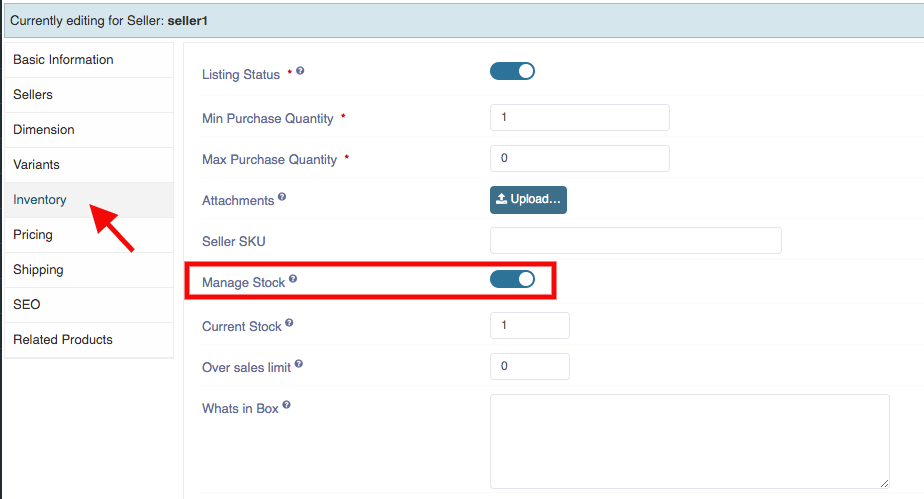 Currently editing for Seller: seller1
Basic Information
Sellers
Dimension
Variants
Inventory
Pricing
Shipping
SEO
Related Products
Listing Status * ?
Min Purchase Quantity * 1
Max Purchase Quantity * 0
Attachments ? Upload...
Seller SKU
Manage Stock ?
Current Stock ? 1
Over sales limit ? 0
Whats in Box ?